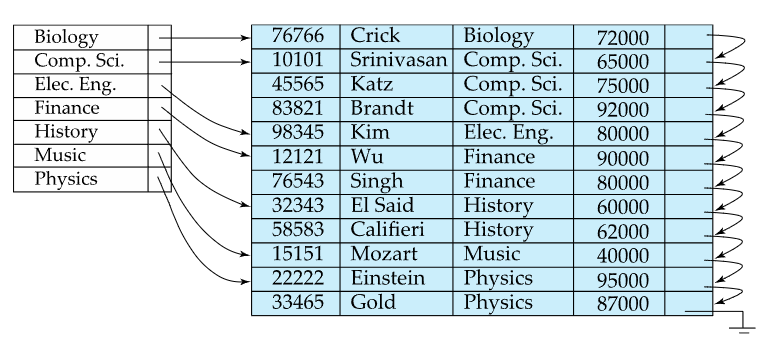 Biology
Comp. Sci.
Elec. Eng.
Finance
History
Music
Physics
76766 Crick Biology 72000
10101 Srinivasan Comp. Sci. 65000
45565 Katz Comp. Sci. 75000
83821 Brandt Comp. Sci. 92000
98345 Kim Elec. Eng. 80000
12121 Wu Finance 90000
76543 Singh Finance 80000
32343 El Said History 60000
58583 Califieri History 62000
15151 Mozart Music 40000
22222 Einstein Physics 95000
33465 Gold Physics 87000